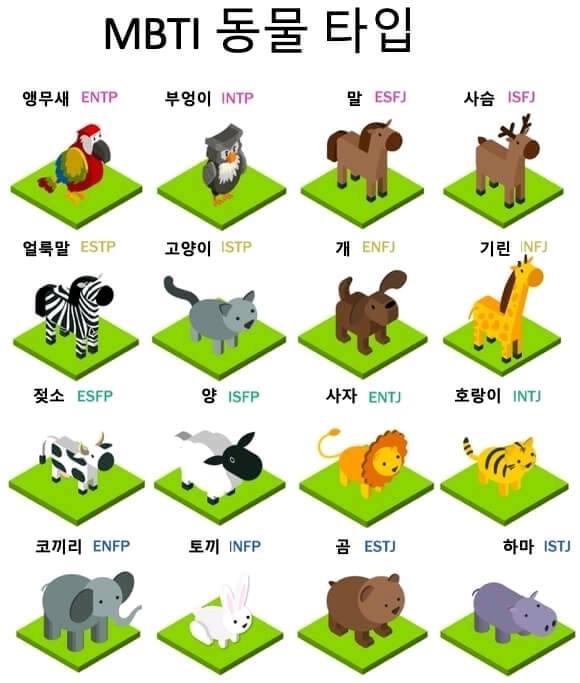 MBTI 동물 타입
앵무새 ENTP 부엉이 INTP 말 ESFJ 사슴 ISFJ
얼룩말 ESTP 고양이 ISTP 개 ENFJ 기린 INFJ
젖소 ESFP 양 ISFP 사자 ENTJ 호랑이 INTJ
코끼리 ENFP 토끼 INFP 곰 ESTJ 하마 ISTJ